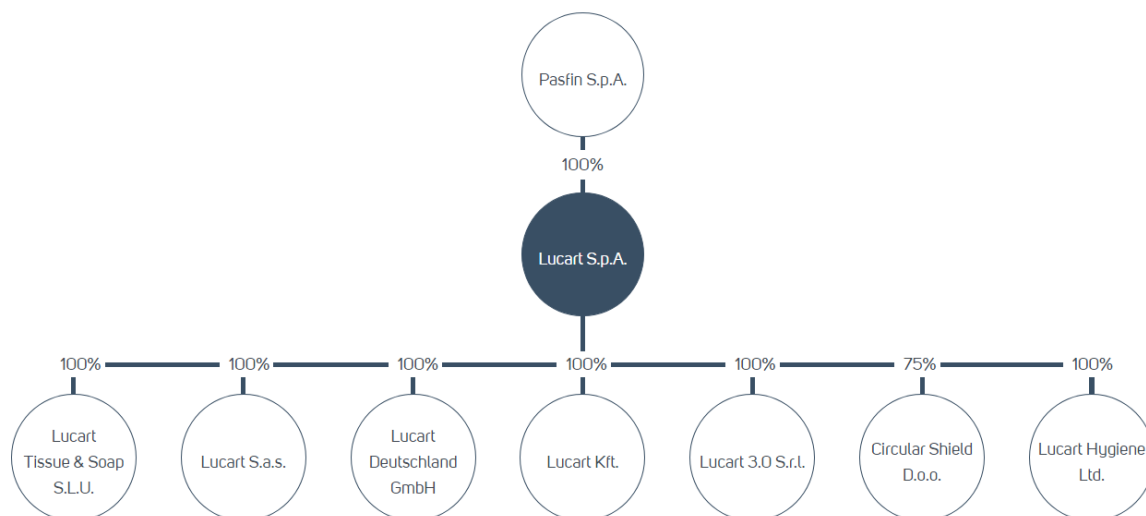 Pasfin S.p.A.
100%
Lucart S.p.A.
100% 100% 100% 100% 100% 75% 100%
Lucart
Tissue & Soap
S.L.U.
Lucart S.a.s.
Lucart
Deutschland
GmbH
Lucart Kft.
Lucart 3.0 S.r.l.
Circular Shield
D.o.o.
Lucart Hygiene
Ltd.